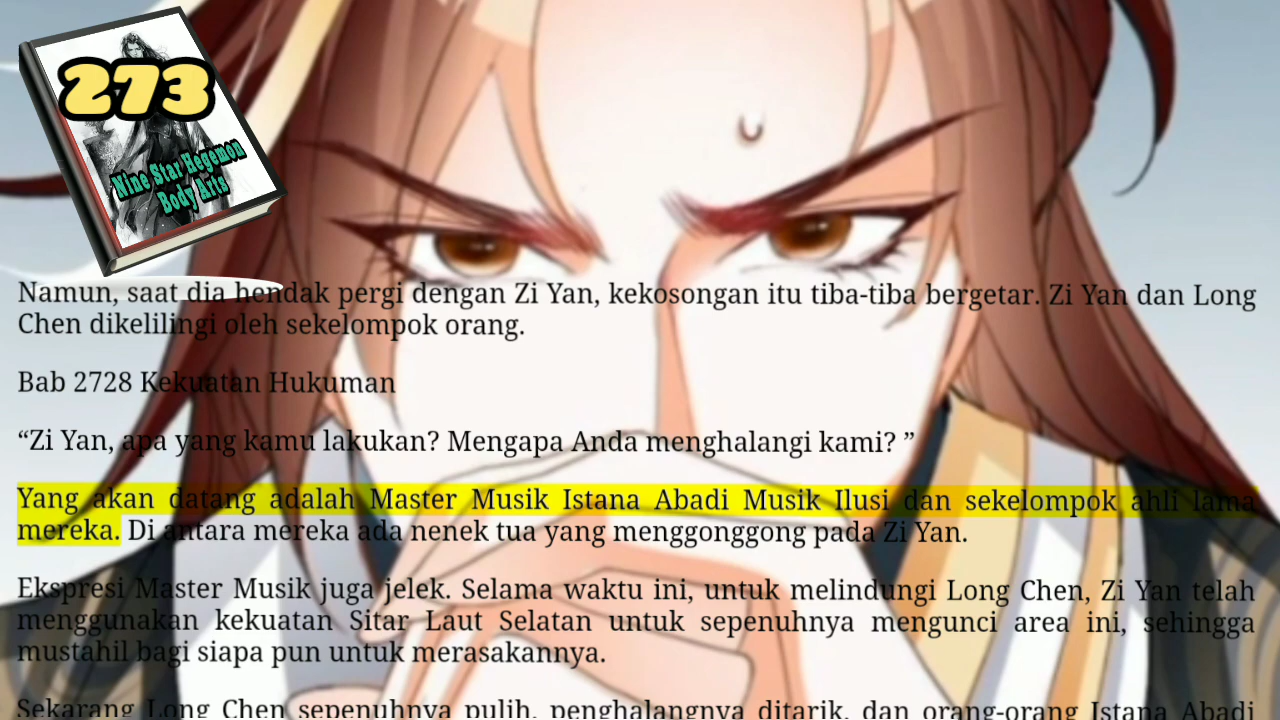 273
Nine Star Hegemon
Body Arts
Namun, saat dia hendak pergi dengan Zi Yan, kekosongan itu tiba-tiba bergetar. Zi Yan dan Long
Chen dikelilingi oleh sekelompok orang.
Bab 2728 Kekuatan Hukuman
“Zi Yan, apa yang kamu lakukan? Mengapa Anda menghalangi kami? ”
Yang akan datang adalah Master Musik Istana Abadi Musik Ilusi dan sekelompok ahli lama
mereka. Di antara mereka ada nenek tua yang menggonggong pada Zi Yan.
Ekspresi Master Musik juga jelek. Selama waktu ini, untuk melindungi Long Chen, Zi Yan telah
menggunakan kekuatan Sitar Laut Selatan untuk sepenuhnya mengunci area ini, sehingga
mustahil bagi siapa pun untuk merasakannya.
Sekarang Long Chen sepenuhnya pulih, penghalangnya ditarik, dan orang-orang Istana Abadi